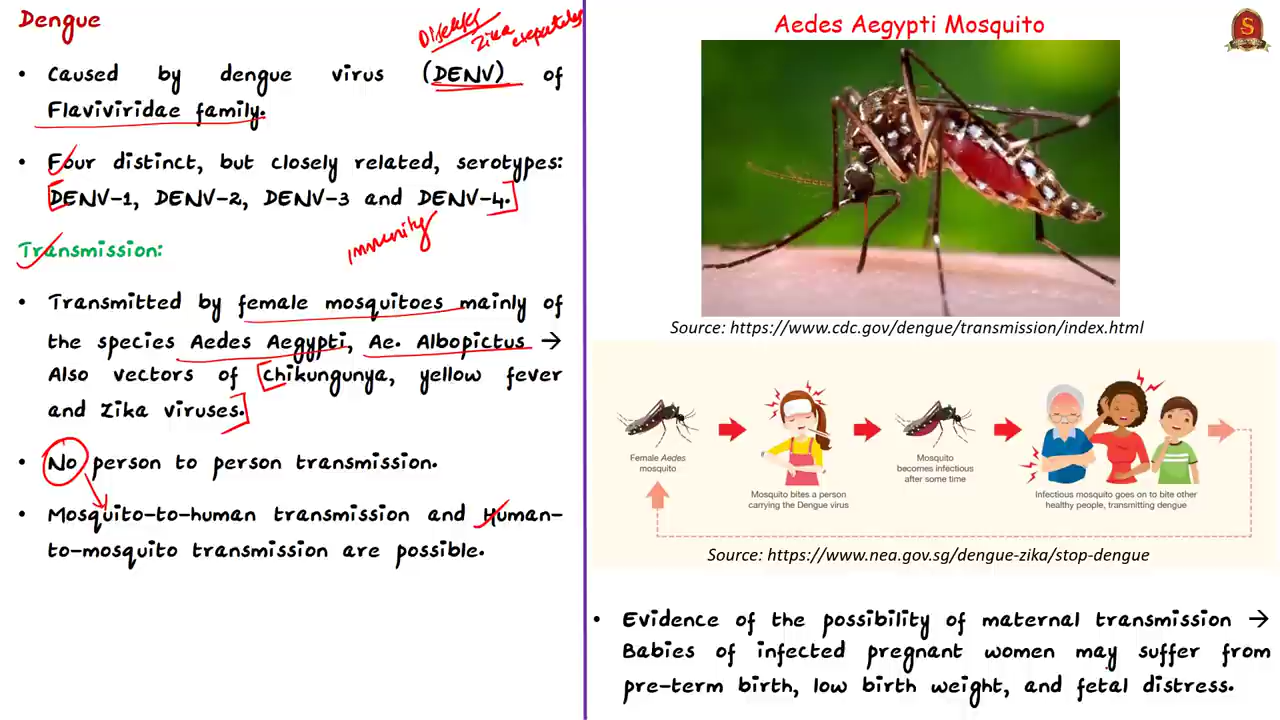 Dengue
Diseases
Zika
• Caused by dengue virus (DENV) of
Flaviviridae family.
• Four distinct, but closely related, serotypes:
DENV-1, DENV-2, DENV-3 and DENV-4.
immunity
Transmission:
• Transmitted by female mosquitoes mainly of
the species Aedes Aegypti, Ae. Albopictus →
Also vectors of chikungunya, yellow fever
and Zika viruses.
• No person to person transmission.
• Mosquito-to-human transmission and Human-
to-mosquito transmission are possible.
Aedes Aegypti Mosquito
S
Source: https://www.cdc.gov/dengue/transmission/index.html
Female Aedes
mosquito
Mosquito bites a person
carrying the Dengue virus
Mosquito
becomes infectious
after some time
Infectious mosquito goes on to bite other
healthy people, transmitting dengue
Source: https://www.nea.gov.sg/dengue-zika/stop-dengue
• Evidence of the possibility of maternal transmission →
Babies of infected pregnant women may suffer from
pre-term birth, low birth weight, and fetal distress.